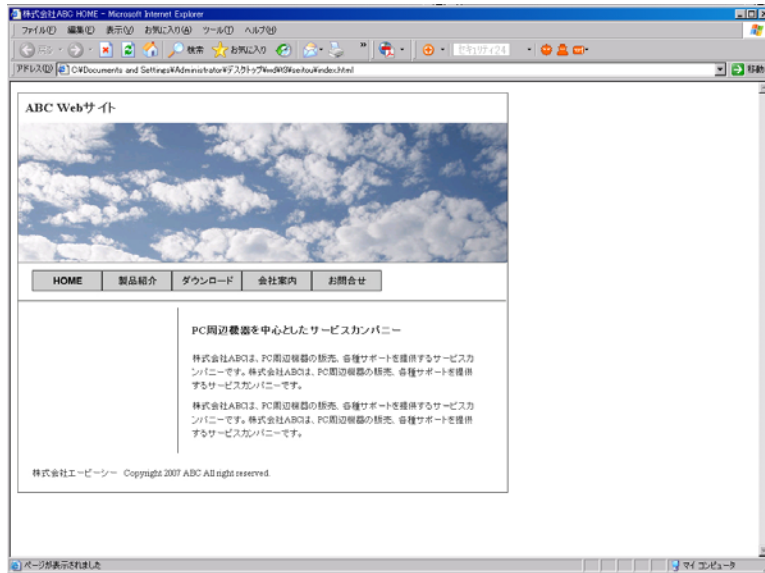 株式会社ABC HOME - Microsoft Internet Explorer
ファイル(F) 編集(E) 表示(V) お気に入り(A) ツール(T) ヘルプ(H)
検索 お気に入り
アドレス(D) C:¥Documents and Settings¥Administrator¥デスクトップ
移動
ABC Webサイト
HOME 製品紹介 ダウンロード 会社案内 お問合せ
PC周辺機器を中心としたサービスカンパニー
株式会社ABCは、PC周辺機器の販売、各種サポートを提供するサービスカ
ンパニーです。株式会社ABCは、PC周辺機器の販売、各種サポートを提供
するサービスカンパニーです。
株式会社ABCは、PC周辺機器の販売、各種サポートを提供するサービスカ
ンパニーです。株式会社ABCは、PC周辺機器の販売、各種サポートを提供
するサービスカンパニーです。
株式会社エービーシー Copyright 2007 ABC All right reserved.
ページが表示されました
マイ コンピュータ